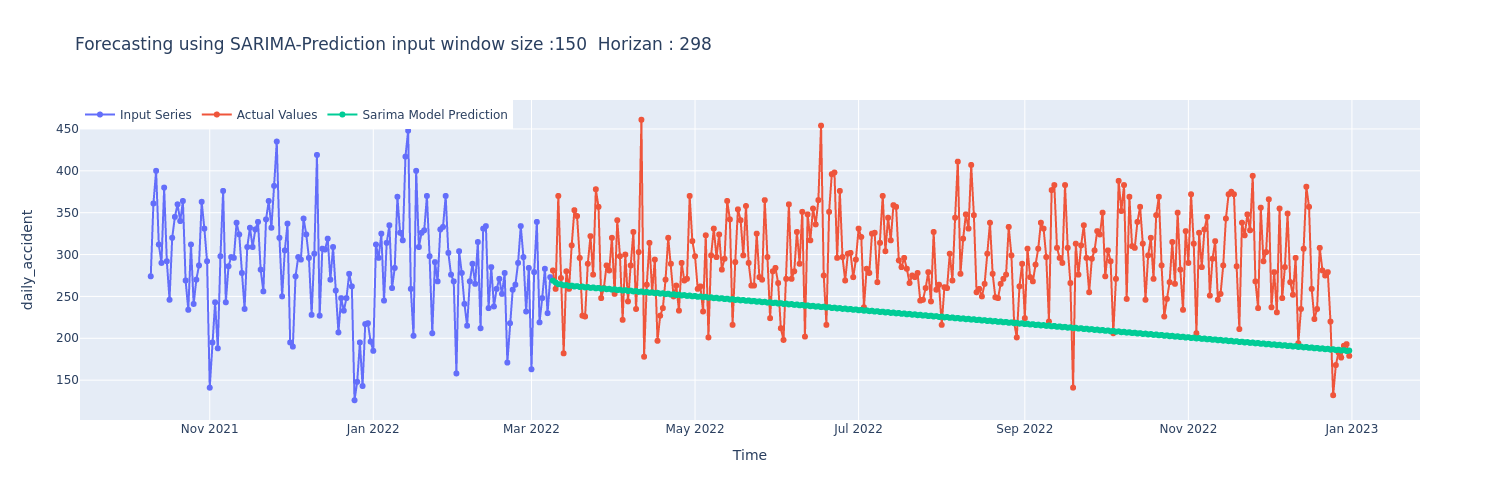 Forecasting using SARIMA-Prediction input window size :150  Horizan : 298
Input Series
Actual Values
Sarima Model Prediction
450
400
350
300
250
200
150
daily_accident
Nov 2021
Jan 2022
Mar 2022
May 2022
Jul 2022
Sep 2022
Nov 2022
Jan 2023
Time